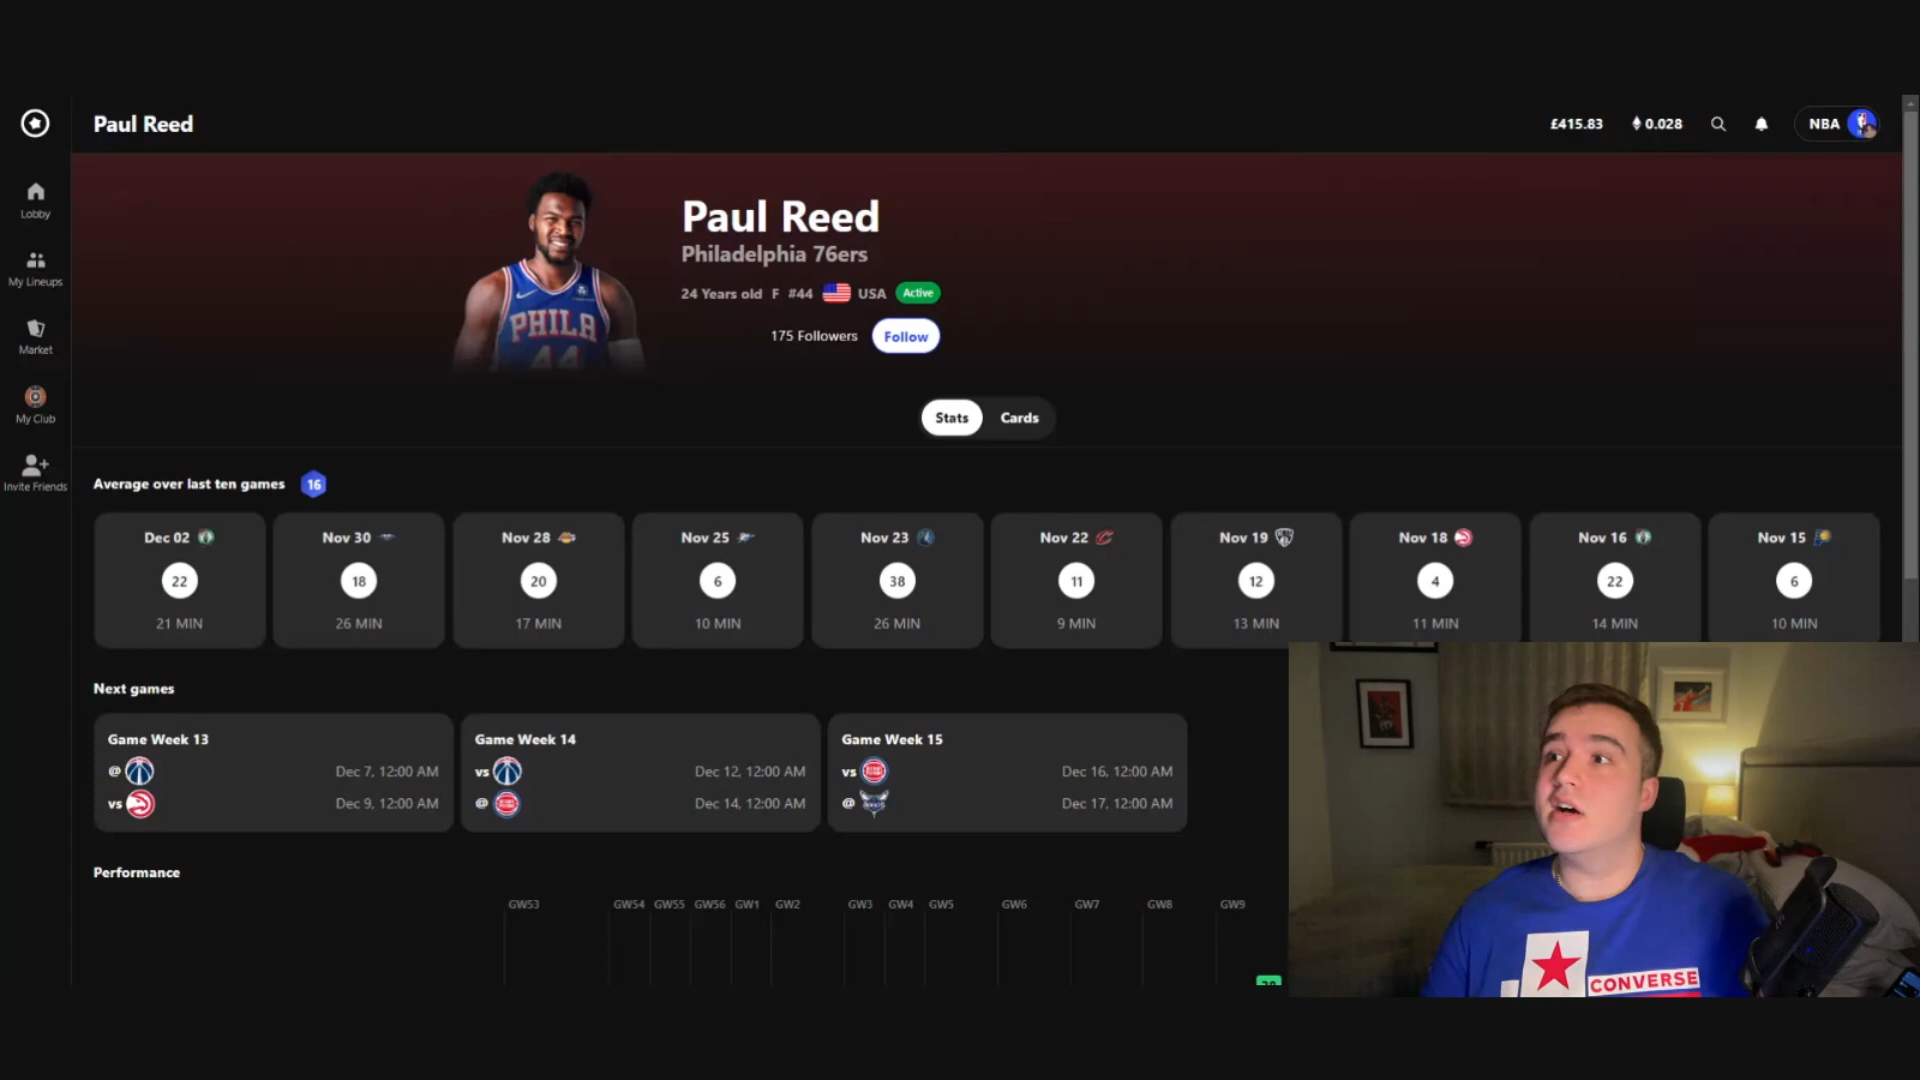 Paul Reed
£415.83
0.028
NBA
Lobby
My Lineups
Market
My Club
Invite Friends
PHILA
44
Paul Reed
Philadelphia 76ers
24 Years old F #44 USA Active
175 Followers Follow
Stats Cards
Average over last ten games 16
Dec 02 Nov 30 Nov 28 Nov 25 Nov 23 Nov 22 Nov 19 Nov 18 Nov 16 Nov 15
22 18 20 6 38 11 12 4 22 6
21 MIN 26 MIN 17 MIN 10 MIN 26 MIN 9 MIN 13 MIN 11 MIN 14 MIN 10 MIN
Next games
Game Week 13
@ Dec 7, 12:00 AM
vs Dec 9, 12:00 AM
Game Week 14
vs Dec 12, 12:00 AM
@ Dec 14, 12:00 AM
Game Week 15
vs Dec 16, 12:00 AM
@ Dec 17, 12:00 AM
Performance
GW53 GW54 GW55 GW56 GW1 GW2 GW3 GW4 GW5 GW6 GW7 GW8 GW9
CONVERSE